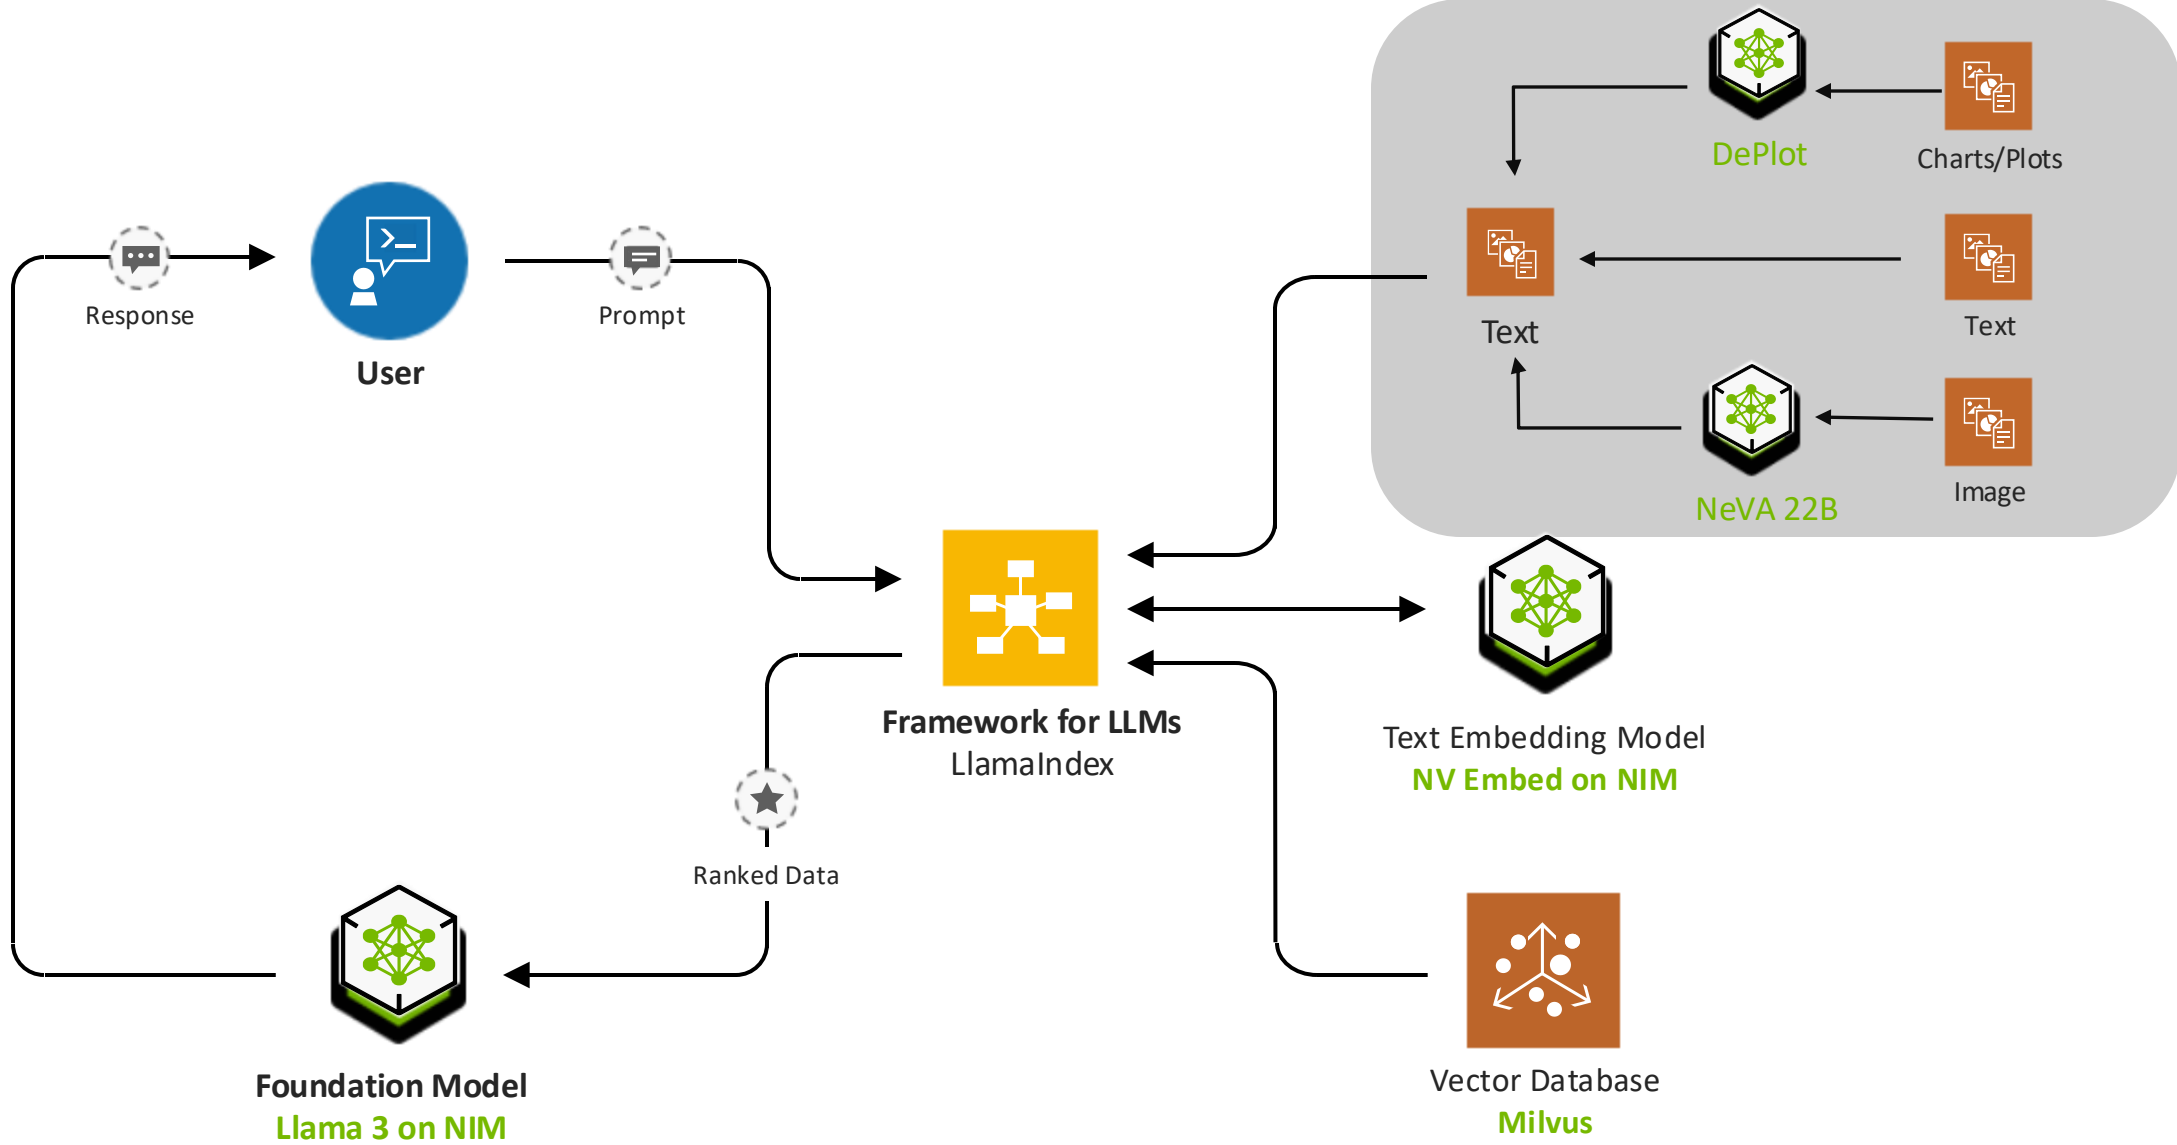 DePlot
Charts/Plots
Response
User
Prompt
Text
Text
NeVA 22B
Image
Framework for LLMs
LlamaIndex
Text Embedding Model
NV Embed on NIM
Ranked Data
Foundation Model
Llama 3 on NIM
Vector Database
Milvus